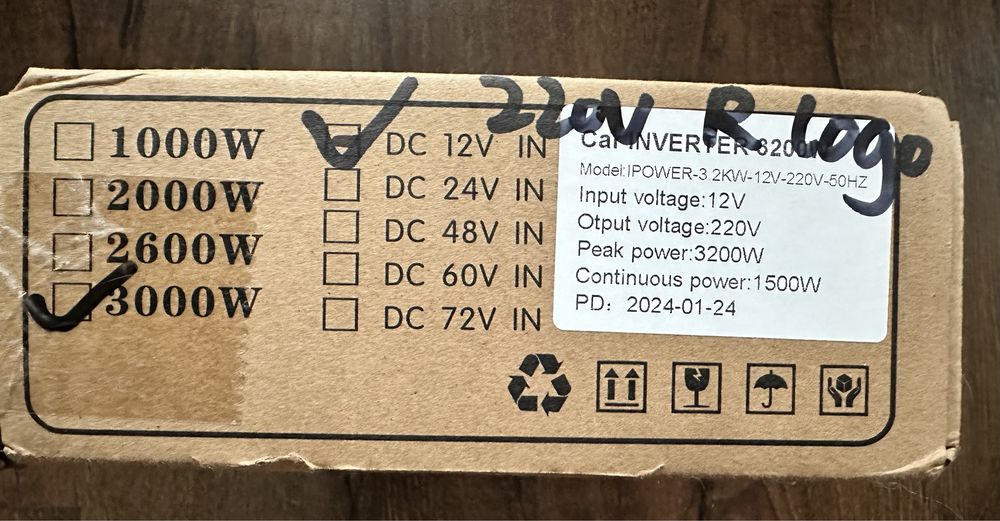 220V R logo
1000W
2000W
2600W
3000W
DC 12V IN
DC 24V IN
DC 48V IN
DC 60V IN
DC 72V IN
Car INVERTER
Model:IPOWER-3.2KW-12V-220V-50HZ
Input voltage:12V
Otput voltage:220V
Peak power:3200W
Continuous power:1500W
PD: 2024-01-24